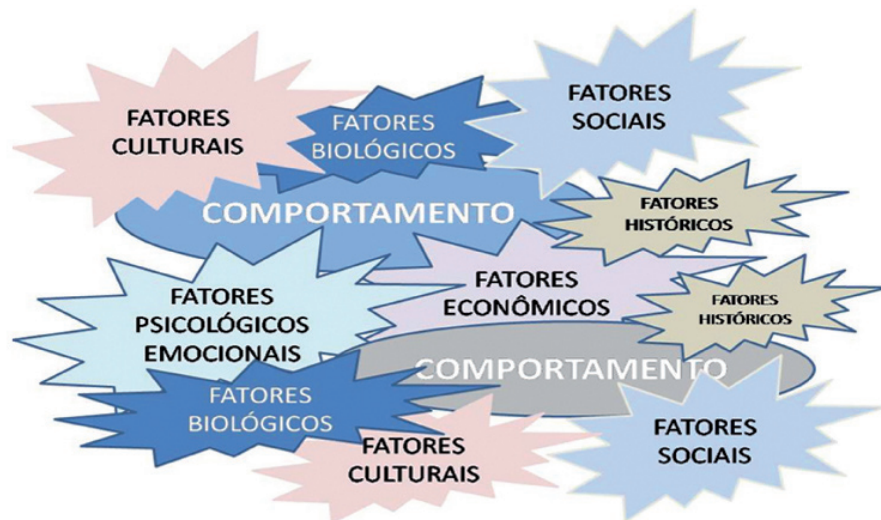 FATORES
CULTURAIS
FATORES
BIOLÓGICOS
FATORES
SOCIAIS
COMPORTAMENTO
FATORES
HISTÓRICOS
FATORES
PSICOLÓGICOS
EMOCIONAIS
FATORES
ECONÔMICOS
FATORES
HISTÓRICOS
COMPORTAMENTO
FATORES
BIOLÓGICOS
FATORES
CULTURAIS
FATORES
SOCIAIS